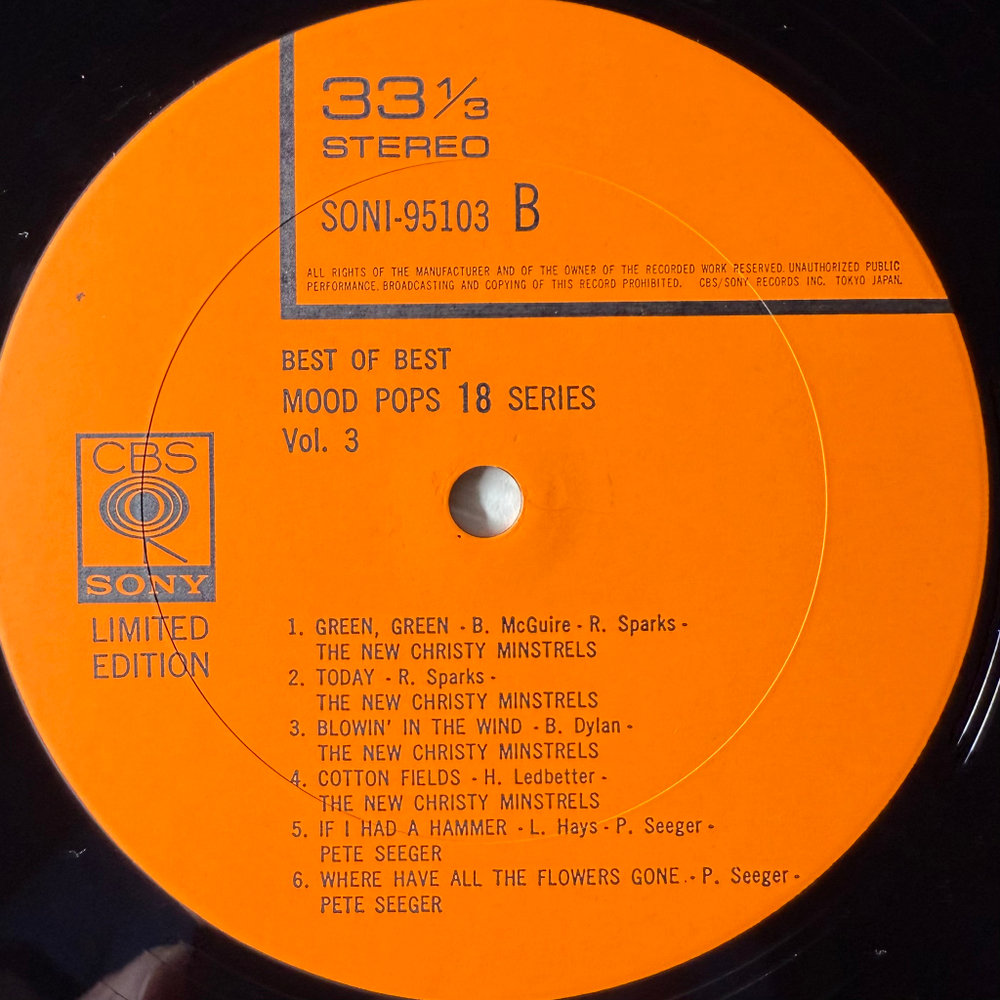 33 1/3
STEREO
SONI-95103 B
ALL RIGHTS OF THE MANUFACTURER AND OF THE OWNER OF THE RECORDED WORK RESERVED. UNAUTHORIZED PUBLIC
PERFORMANCE, BROADCASTING AND COPYING OF THIS RECORD PROHIBITED. CBS/SONY RECORDS INC. TOKYO JAPAN.
BEST OF BEST
MOOD POPS 18 SERIES
Vol. 3
CBS
SONY
LIMITED
EDITION
1. GREEN, GREEN - B. McGuire - R. Sparks -
THE NEW CHRISTY MINSTRELS
2. TODAY - R. Sparks -
THE NEW CHRISTY MINSTRELS
3. BLOWIN' IN THE WIND - B. Dylan -
THE NEW CHRISTY MINSTRELS
4. COTTON FIELDS - H. Ledbetter -
THE NEW CHRISTY MINSTRELS
5. IF I HAD A HAMMER - L. Hays - P. Seeger -
PETE SEEGER
6. WHERE HAVE ALL THE FLOWERS GONE - P. Seeger -
PETE SEEGER